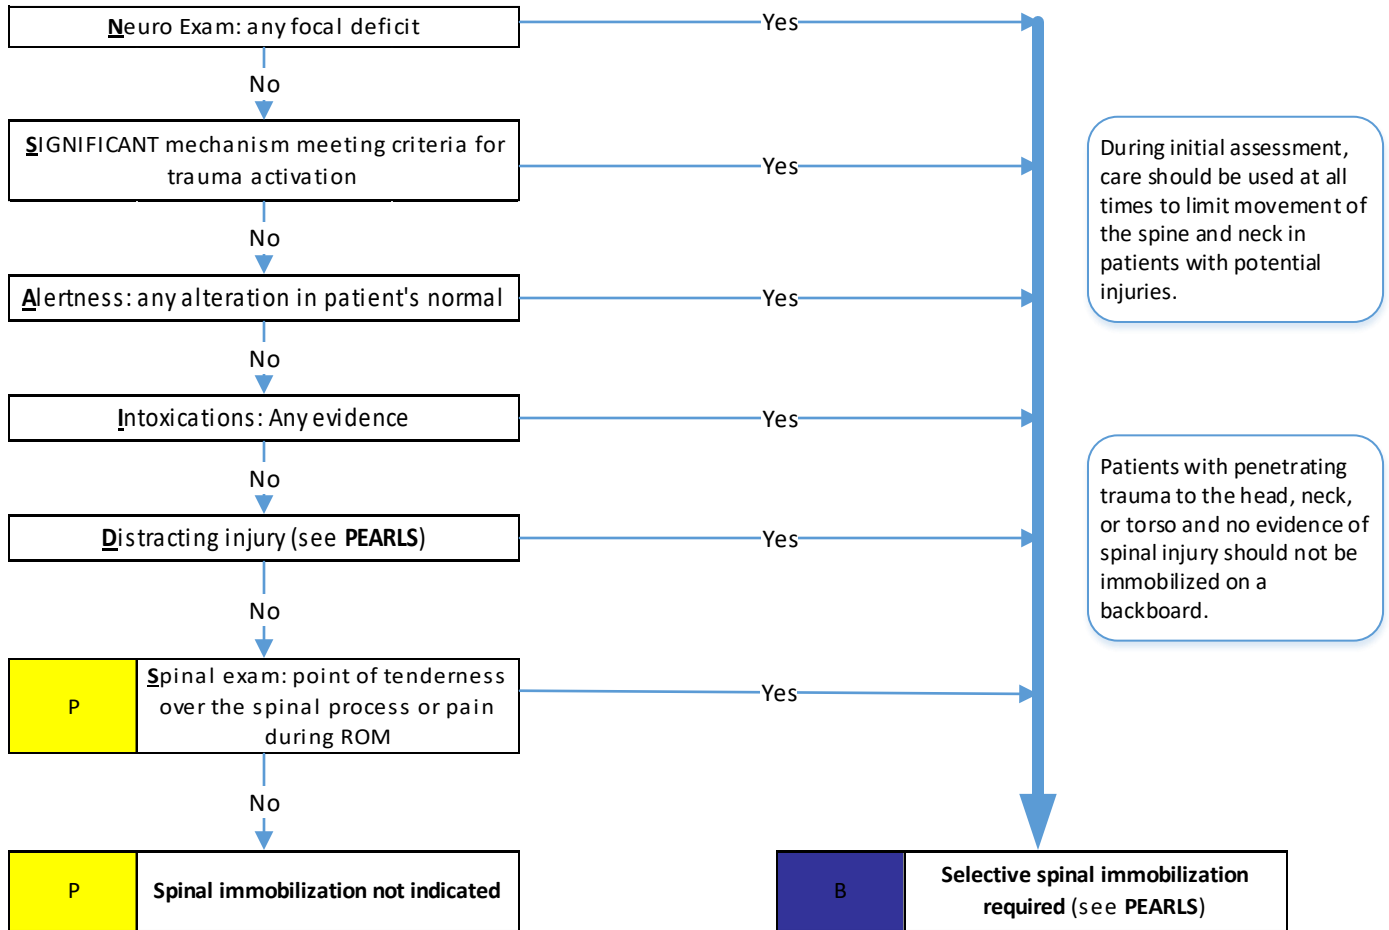 Neuro Exam: any focal deficit
Yes
No
SIGNIFICANT mechanism meeting criteria for
trauma activation
Yes
No
Alertness: any alteration in patient's normal
Yes
No
Intoxications: Any evidence
Yes
No
Distracting injury (see PEARLS)
Yes
No
P
Spinal exam: point of tenderness
over the spinal process or pain
during ROM
Yes
No
P
Spinal immobilization not indicated
B
Selective spinal immobilization
required (see PEARLS)
During initial assessment,
care should be used at all
times to limit movement of
the spine and neck in
patients with potential
injuries.
Patients with penetrating
trauma to the head, neck,
or torso and no evidence of
spinal injury should not be
immobilized on a
backboard.